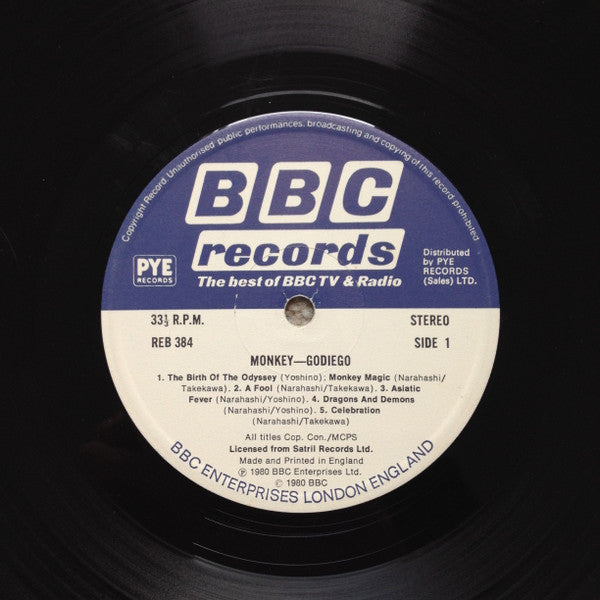 Copyright Record. Unauthorised public performances, broadcasting and copying of this record prohibited
BBC
records
The best of BBC TV & Radio
PYE
RECORDS
Distributed
by PYE
RECORDS
(Sales) LTD.
33⅓ R.P.M.
STEREO
REB 384
SIDE 1
MONKEY—GODIEGO
1. The Birth Of The Odyssey (Yoshino); Monkey Magic (Narahashi/
Takekawa). 2. A Fool (Narahashi/Takekawa). 3. Asiatic
Fever (Narahashi/Yoshino). 4. Dragons And Demons
(Narahashi/Yoshino). 5. Celebration
(Narahashi/Takekawa)
All titles Cop. Con./MCPS
Licensed from Satril Records Ltd.
Made and Printed in England
℗ 1980 BBC Enterprises Ltd.
© 1980 BBC
BBC ENTERPRISES LONDON ENGLAND